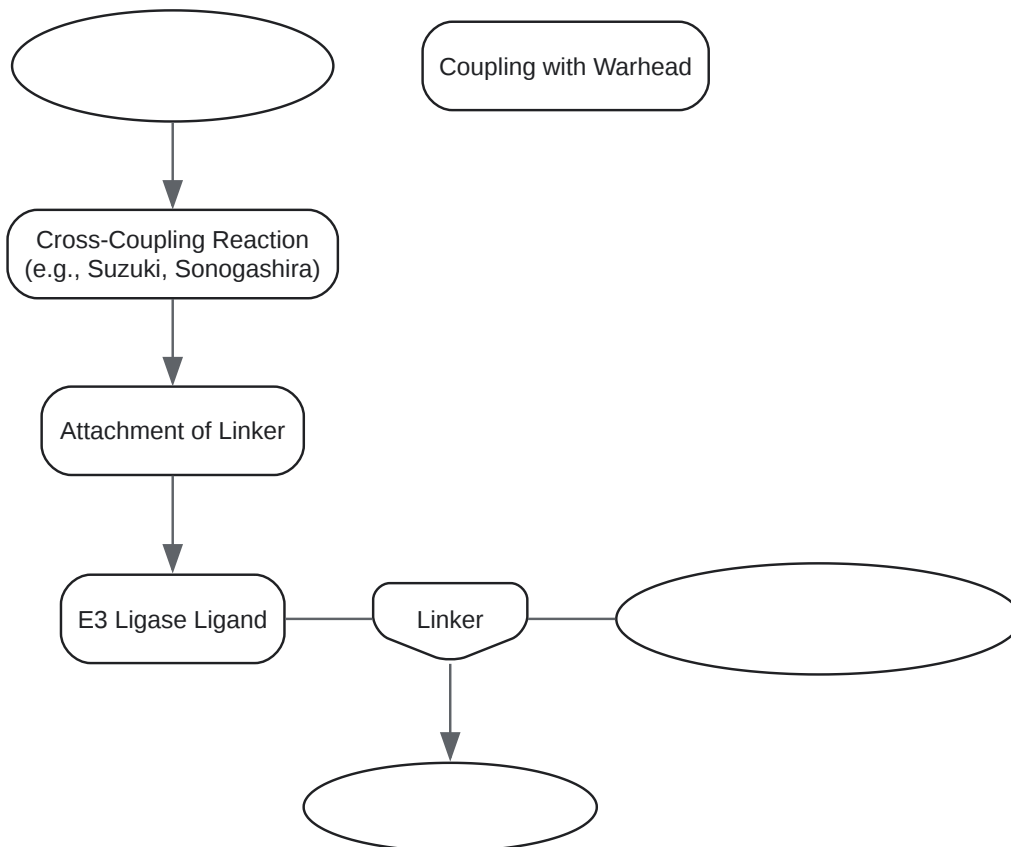 Coupling with Warhead
Cross-Coupling Reaction
(e.g., Suzuki, Sonogashira)
Attachment of Linker
E3 Ligase Ligand
Linker